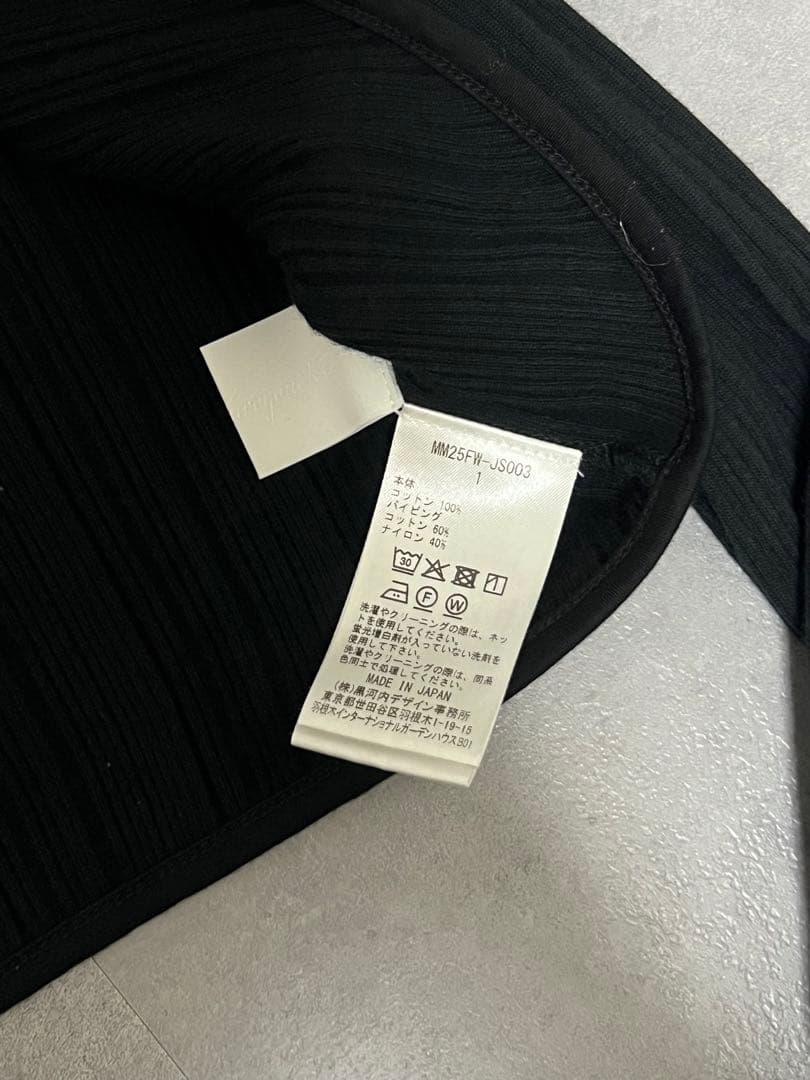 MM25FW-JS003
1
本体
コットン 100%
パイピング
コットン 60%
ナイロン 40%
30
F
W
洗濯やクリーニングの際は、ネッ
トを使用してください。
蛍光増白剤が入っていない洗剤を
使用して下さい。
洗濯やクリーニングの際は、同系
色同士で処理してください。
MADE IN JAPAN
(株)黒河内デザイン事務所
東京都世田谷区羽根木1-19-15
羽根木インターナショナルガーデンハウスB01